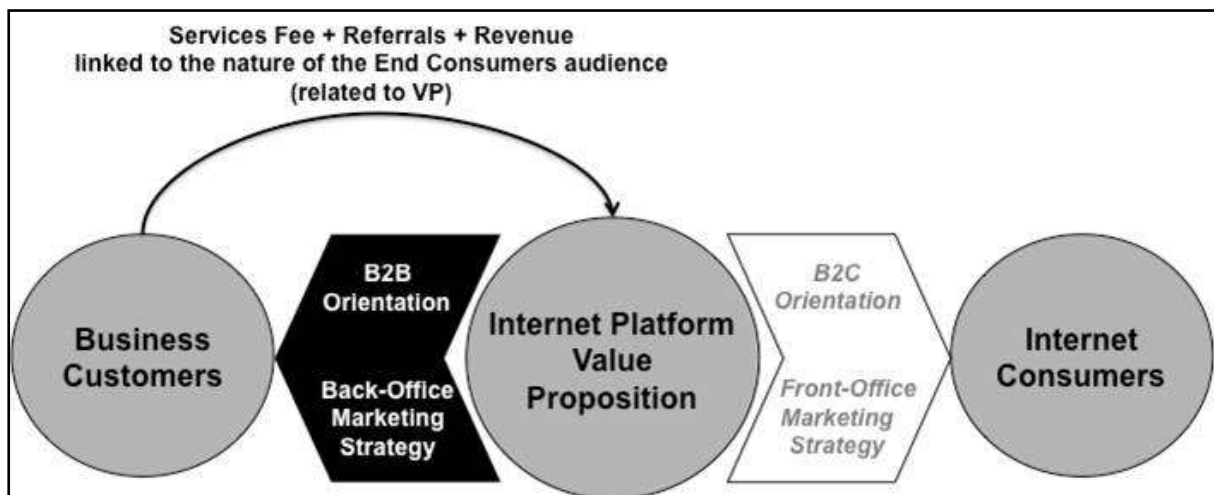 Services Fee + Referrals + Revenue
linked to the nature of the End Consumers audience
(related to VP)
Business
Customers
B2B
Orientation
Back-Office
Marketing
Strategy
Internet Platform
Value
Proposition
B2C
Orientation
Front-Office
Marketing
Strategy
Internet
Consumers